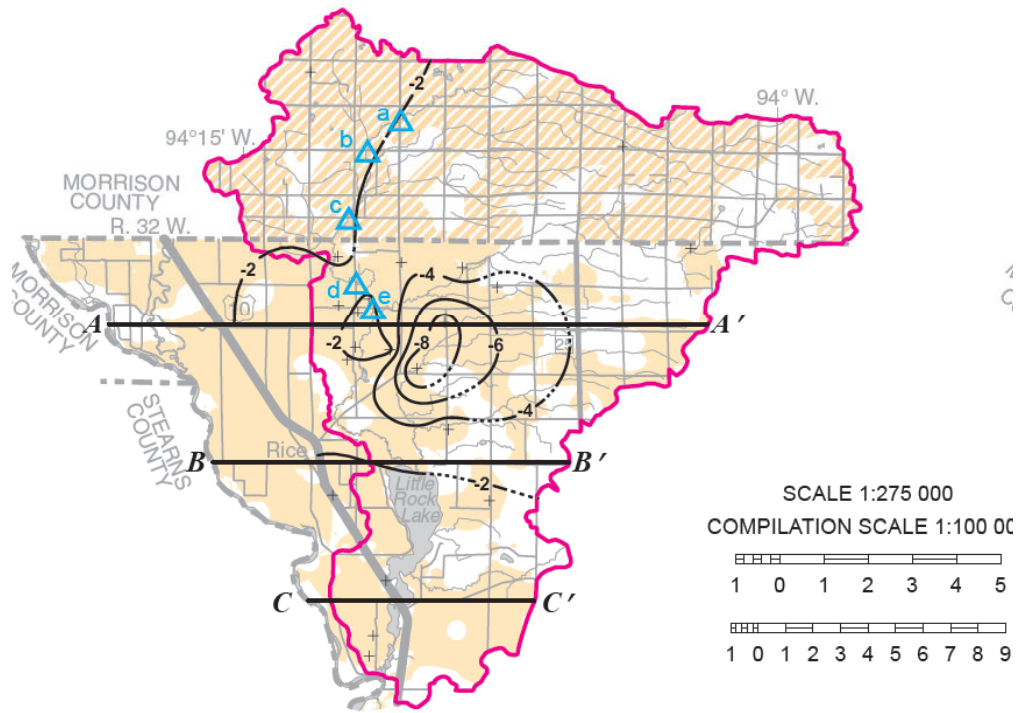 -2
a
94° W.
b
94°15' W.
MORRISON
COUNTY
R. 32 W.
c
-2
-4
d
e
10
MORRISON
COUNTY
A
A'
-2
-8
-6
25
-4
STEARNS
COUNTY
Rice
B
B'
-2
Little
Rock
Lake
SCALE 1:275 000
COMPILATION SCALE 1:100 00
1 0 1 2 3 4 5
C
C'
1 0 1 2 3 4 5 6 7 8 9